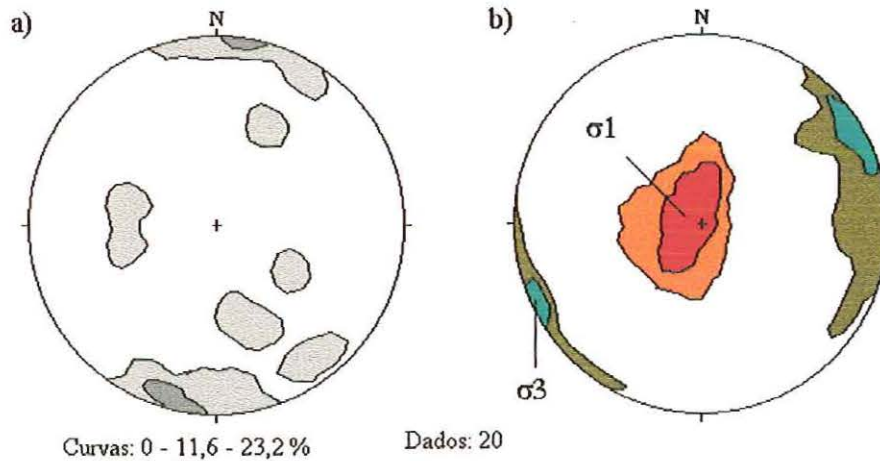 a)
N
b)
N
σ1
σ3
Curvas: 0 - 11,6 - 23,2 %
Dados: 20